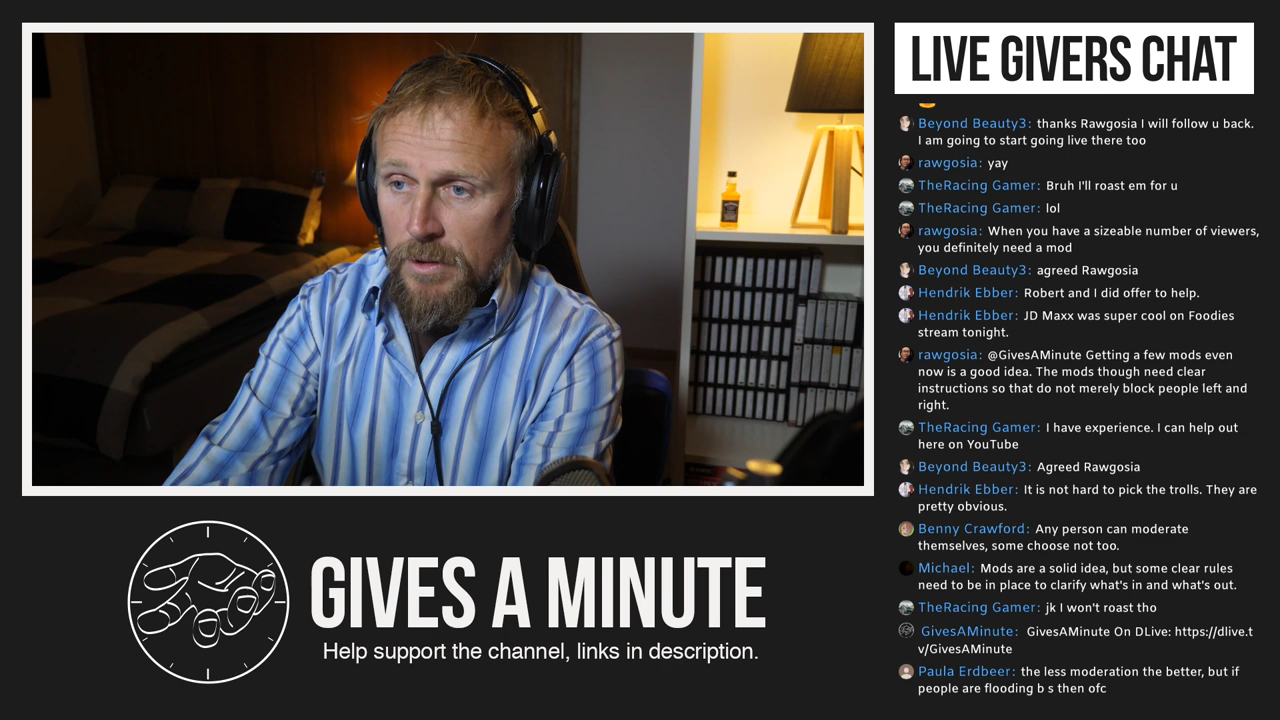 LIVE GIVERS CHAT
Beyond Beauty3: thanks Rawgosia I will follow u back.
I am going to start going live there too
rawgosia: yay
TheRacing Gamer: Bruh I'll roast em for u
TheRacing Gamer: lol
rawgosia: When you have a sizeable number of viewers,
you definitely need a mod
Beyond Beauty3: agreed Rawgosia
Hendrik Ebber: Robert and I did offer to help.
Hendrik Ebber: JD Maxx was super cool on Foodies
stream tonight.
rawgosia: @GivesAMinute Getting a few mods even
now is a good idea. The mods though need clear
instructions so that do not merely block people left and
right.
TheRacing Gamer: I have experience. I can help out
here on YouTube
Beyond Beauty3: Agreed Rawgosia
Hendrik Ebber: It is not hard to pick the trolls. They are
pretty obvious.
Benny Crawford: Any person can moderate
themselves, some choose not too.
Michael: Mods are a solid idea, but some clear rules
need to be in place to clarify what's in and what's out.
TheRacing Gamer: jk I won't roast tho
GivesAMinute: GivesAMinute On DLive: https://dlive.t
v/GivesAMinute
Paula Erdbeer: the less moderation the better, but if
people are flooding b s then ofc
GIVES A MINUTE
Help support the channel, links in description.